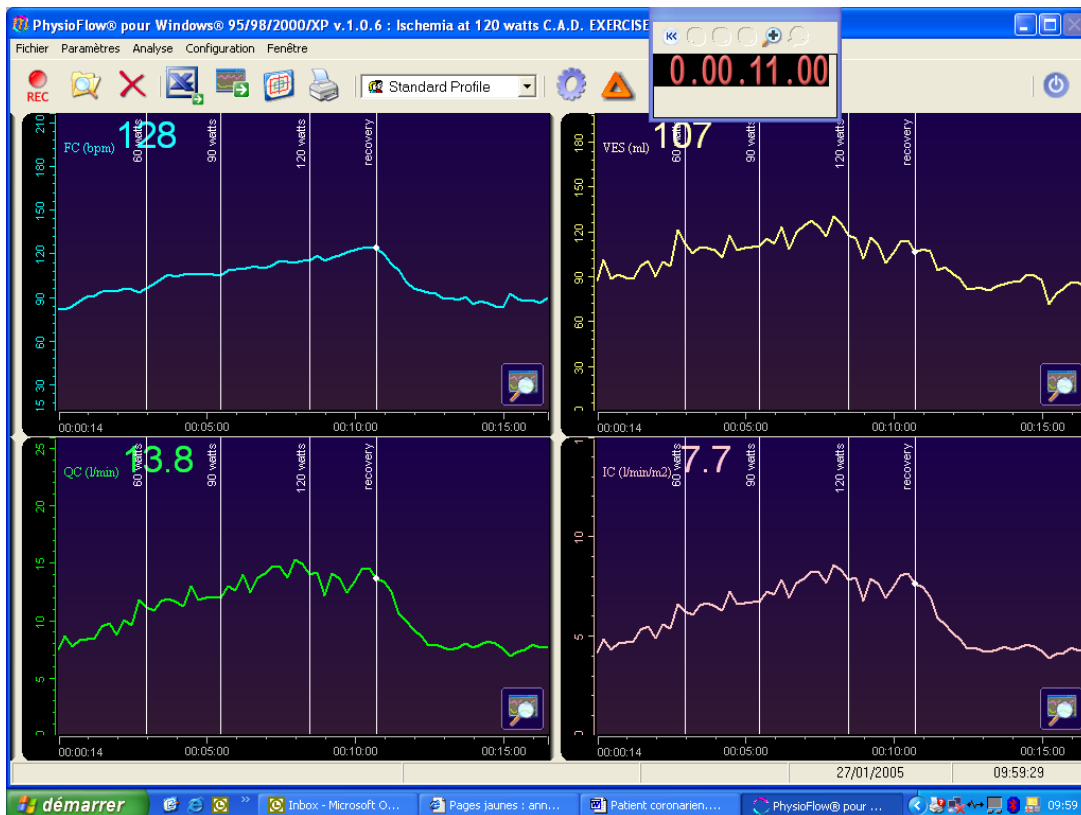 PhysioFlow® pour Windows® 95/98/2000/XP v.1.0.6 : Ischemia at 120 watts C.A.D. EXERCISE
Fichier Paramètres Analyse Configuration Fenêtre
0.00.11.00
REC
Standard Profile
FC (bpm)
128
60 watts
90 watts
120 watts
recovery
210
180
150
120
90
60
30
15
00:00:14 00:05:00 00:10:00 00:15:00
VES (ml)
107
60 watts
90 watts
120 watts
recovery
180
150
120
90
60
30
0
00:00:14 00:05:00 00:10:00 00:15:00
QC (l/min)
13.8
60 watts
90 watts
120 watts
recovery
25
20
15
10
5
0
00:00:14 00:05:00 00:10:00 00:15:00
IC (l/min/m2)
7.7
60 watts
90 watts
120 watts
recovery
1
10
5
0
00:00:14 00:05:00 00:10:00 00:15:00
27/01/2005 09:59:29
démarrer
Inbox - Microsoft O...
Pages jaunes : ann...
Patient coronarien....
PhysioFlow® pour ...
09:59